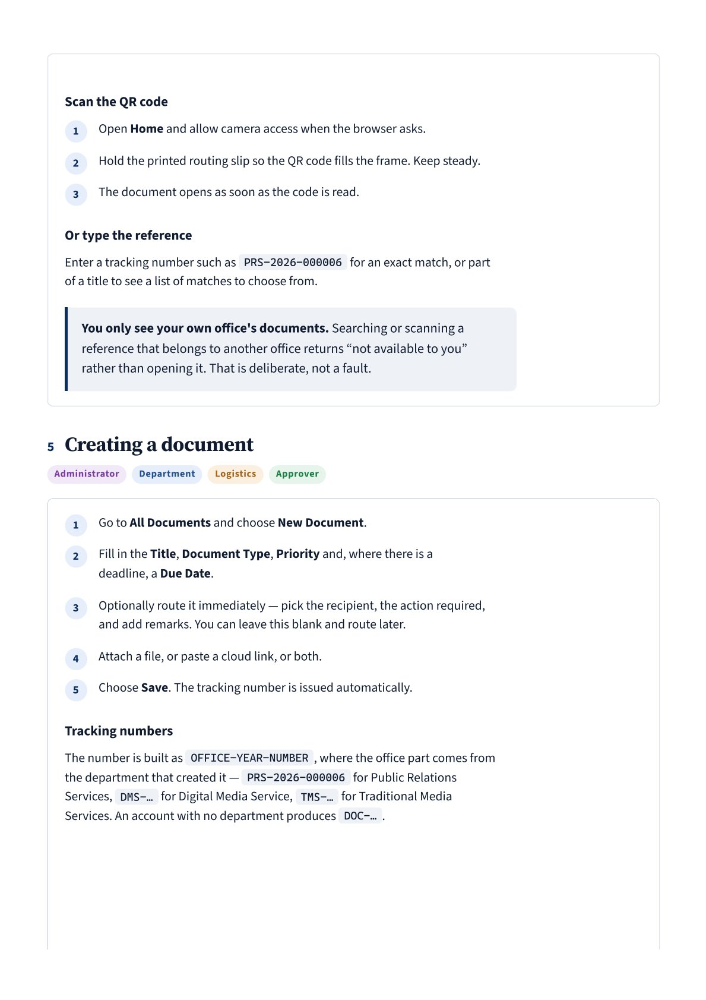 Scan the QR code
1 Open Home and allow camera access when the browser asks.
2 Hold the printed routing slip so the QR code fills the frame. Keep steady.
3 The document opens as soon as the code is read.
Or type the reference
Enter a tracking number such as PRS-2026-000006 for an exact match, or part
of a title to see a list of matches to choose from.
You only see your own office's documents. Searching or scanning a
reference that belongs to another office returns “not available to you”
rather than opening it. That is deliberate, not a fault.
5 Creating a document
Administrator Department Logistics Approver
1 Go to All Documents and choose New Document.
2 Fill in the Title, Document Type, Priority and, where there is a
deadline, a Due Date.
3 Optionally route it immediately — pick the recipient, the action required,
and add remarks. You can leave this blank and route later.
4 Attach a file, or paste a cloud link, or both.
5 Choose Save. The tracking number is issued automatically.
Tracking numbers
The number is built as OFFICE-YEAR-NUMBER, where the office part comes from
the department that created it — PRS-2026-000006 for Public Relations
Services, DMS-… for Digital Media Service, TMS-… for Traditional Media
Services. An account with no department produces DOC-….